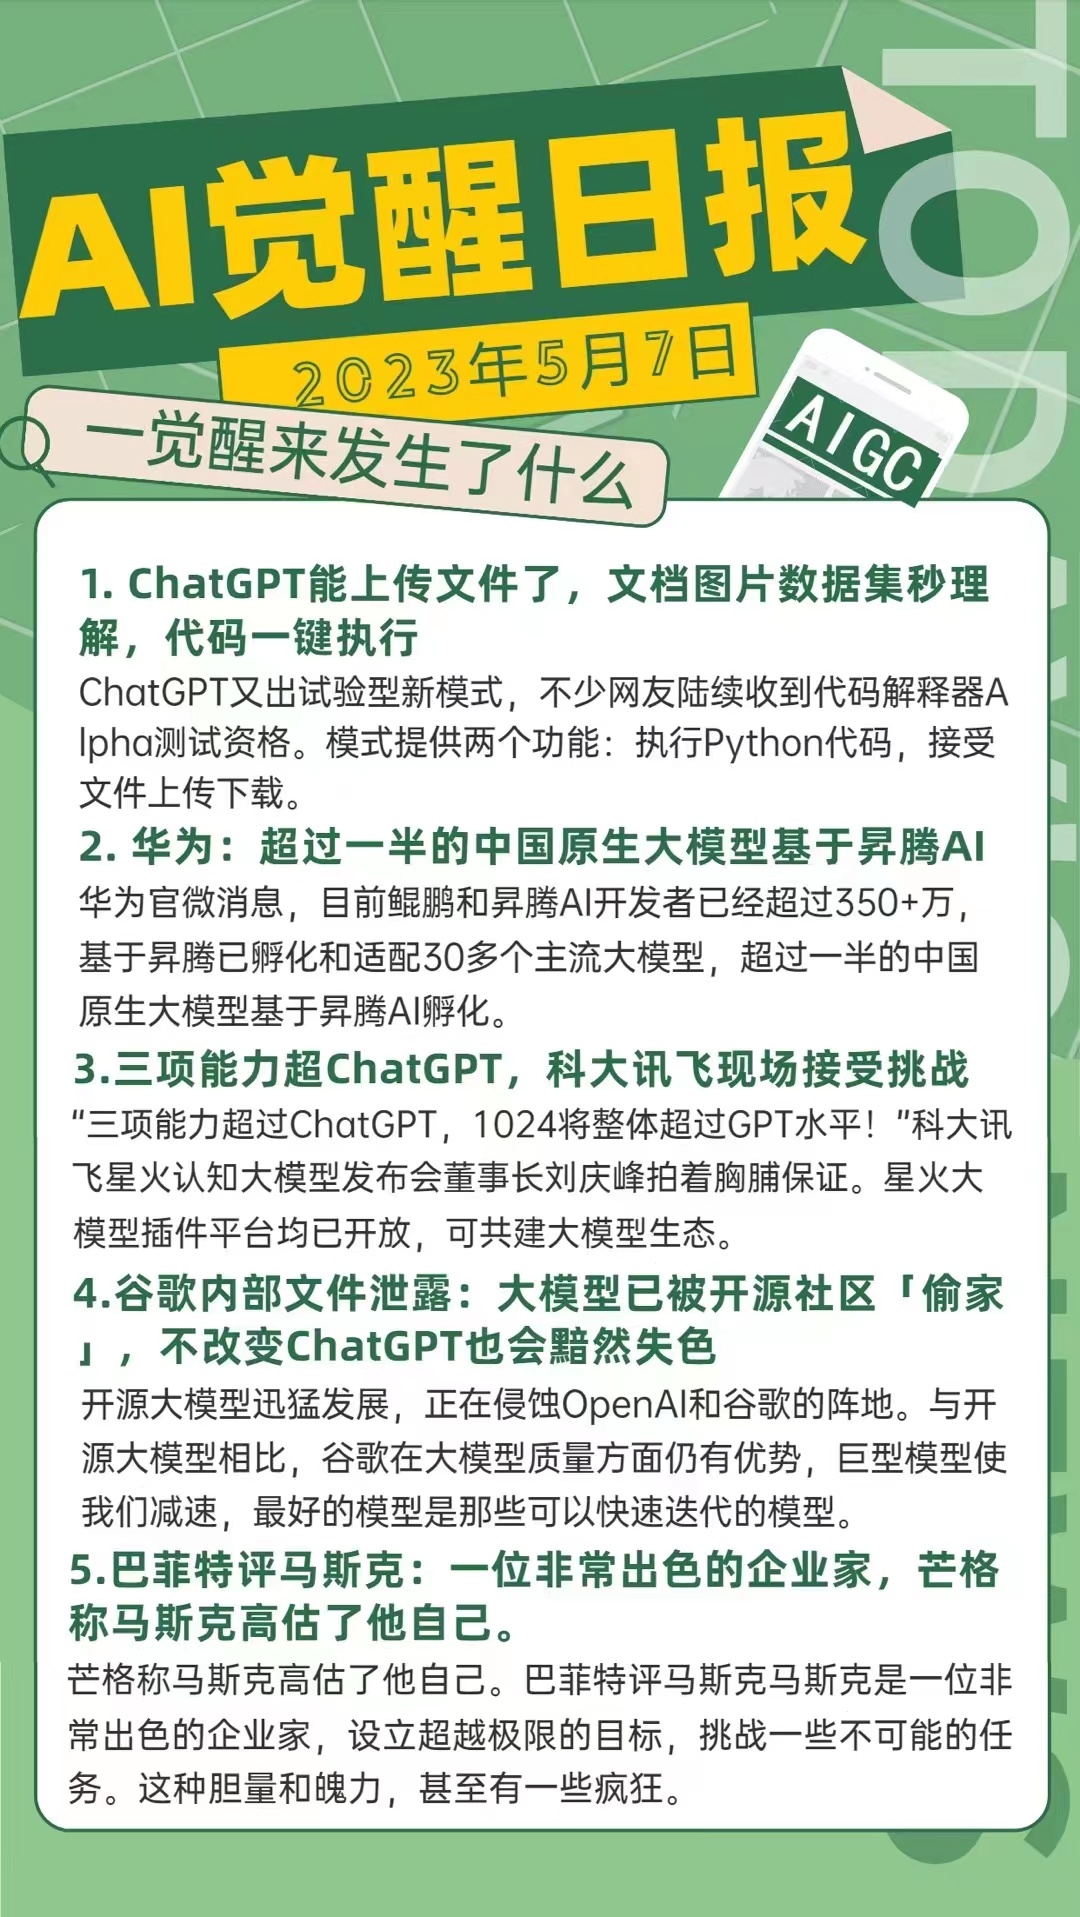 AI觉醒日报
2023年5月7日
一觉醒来发生了什么
AIGC
1. ChatGPT能上传文件了，文档图片数据集秒理
解，代码一键执行
ChatGPT又出试验型新模式，不少网友陆续收到代码解释器A
lpha测试资格。模式提供两个功能：执行Python代码，接受
文件上传下载。
2. 华为：超过一半的中国原生大模型基于昇腾AI
华为官微消息，目前鲲鹏和昇腾AI开发者已经超过350+万，
基于昇腾已孵化和适配30多个主流大模型，超过一半的中国
原生大模型基于昇腾AI孵化。
3.三项能力超ChatGPT，科大讯飞现场接受挑战
“三项能力超过ChatGPT，1024将整体超过GPT水平！”科大讯
飞星火认知大模型发布会董事长刘庆峰拍着胸脯保证。星火大
模型插件平台均已开放，可共建大模型生态。
4.谷歌内部文件泄露：大模型已被开源社区「偷家
」，不改变ChatGPT也会黯然失色
开源大模型迅猛发展，正在侵蚀OpenAI和谷歌的阵地。与开
源大模型相比，谷歌在大模型质量方面仍有优势，巨型模型使
我们减速，最好的模型是那些可以快速迭代的模型。
5.巴菲特评马斯克：一位非常出色的企业家，芒格
称马斯克高估了他自己。
芒格称马斯克高估了他自己。巴菲特评马斯克马斯克是一位非
常出色的企业家，设立超越极限的目标，挑战一些不可能的任
务。这种胆量和魄力，甚至有一些疯狂。